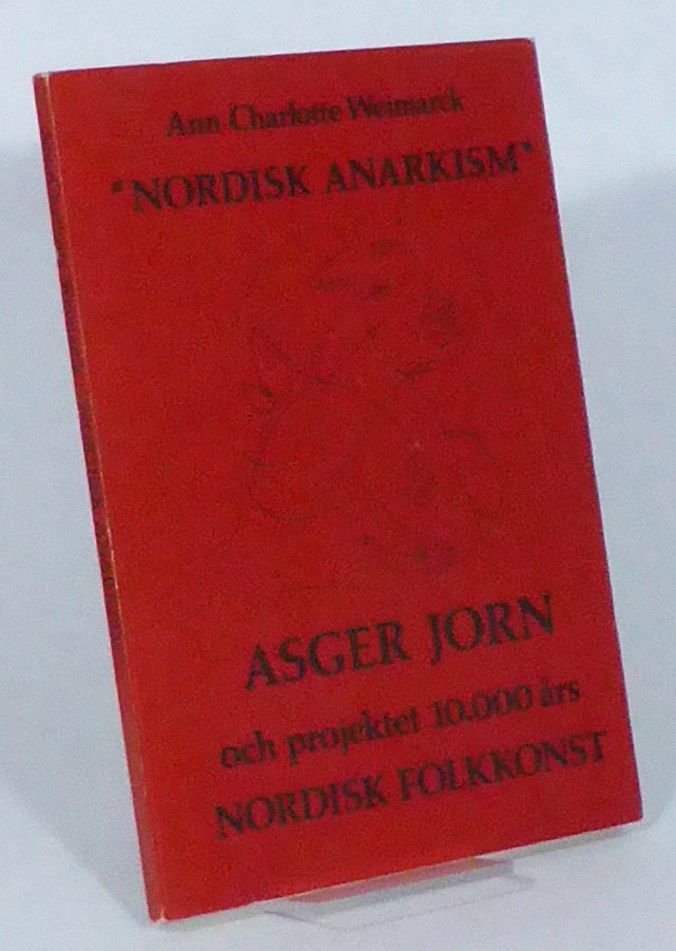 Ann-Charlotte Weimarck
"NORDISK ANARKISM"
ASGER JORN
och projektet 10.000 års
NORDISK FOLKKONST